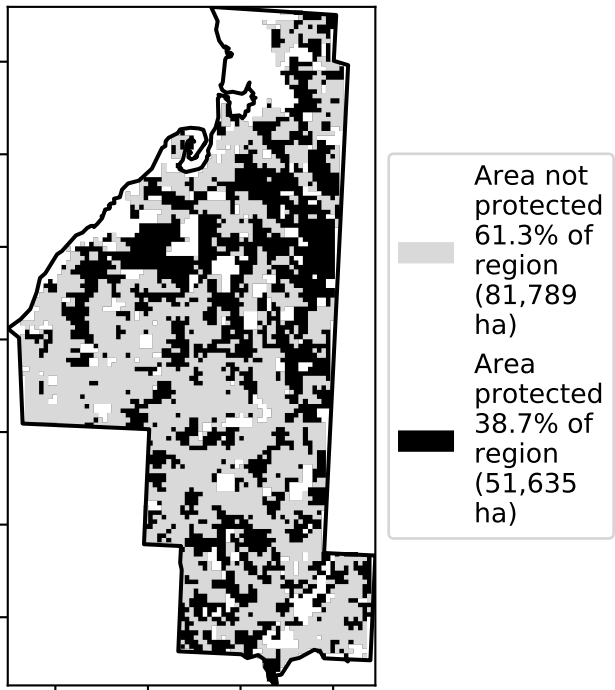 Area not
protected
61.3% of
region
(81,789
ha)
Area
protected
38.7% of
region
(51,635
ha)